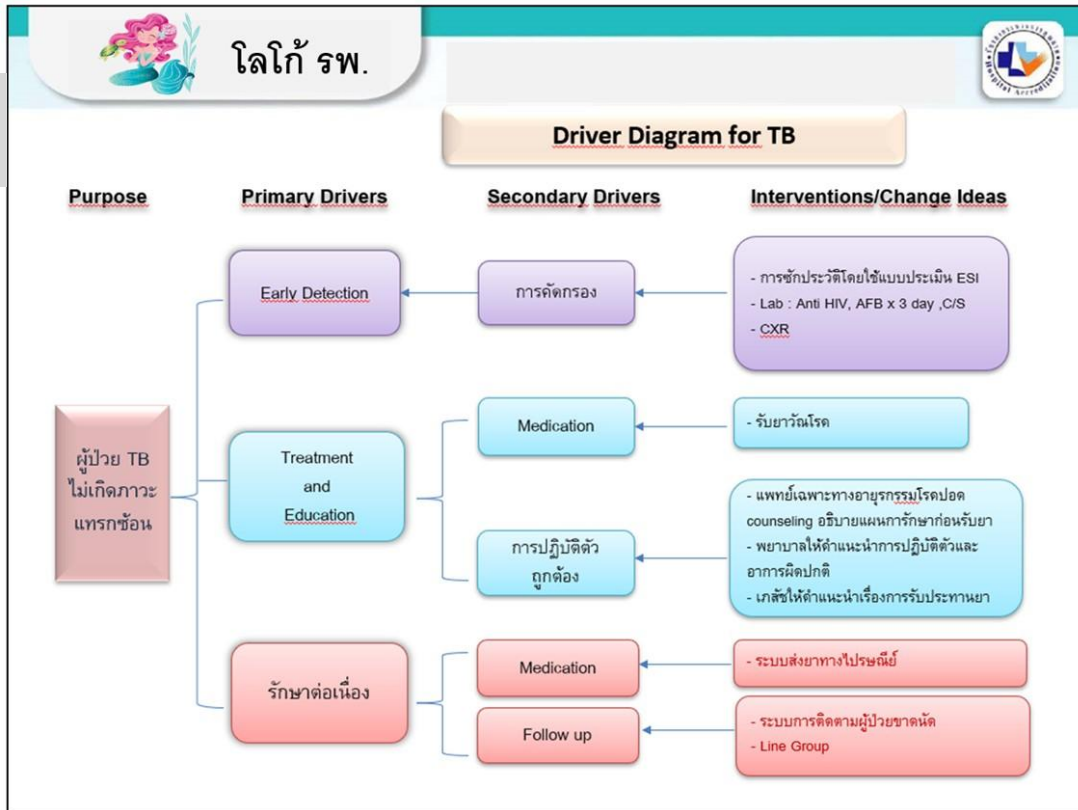 โลโก้ รพ.
Driver Diagram for TB
Purpose
Primary Drivers
Secondary Drivers
Interventions/Change Ideas
ผู้ป่วย TB
ไม่เกิดภาวะ
แทรกซ้อน
Early Detection
การคัดกรอง
- การซักประวัติโดยใช้แบบประเมิน ESI
- Lab : Anti HIV, AFB x 3 day ,C/S
- CXR
Treatment
and
Education
Medication
- รับยาวัณโรค
การปฏิบัติตัว
ถูกต้อง
- แพทย์เฉพาะทางอายุรกรรมโรคปอด
counseling อธิบายแผนการรักษาก่อนรับยา
- พยาบาลให้คำแนะนำการปฏิบัติตัวและ
อาการผิดปกติ
- เภสัชให้คำแนะนำเรื่องการรับประทานยา
รักษาต่อเนื่อง
Medication
- ระบบส่งยาทางไปรษณีย์
Follow up
- ระบบการติดตามผู้ป่วยขาดนัด
- Line Group
Hospital Accreditation